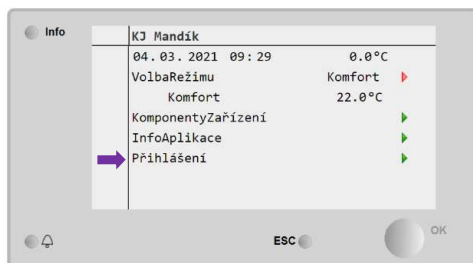 Info
KJ Mandík
04.03.2021 09:29 0.0°C
VolbaRežimu Komfort
Komfort 22.0°C
KomponentyZařízení
InfoAplikace
Přihlášení
ESC
OK